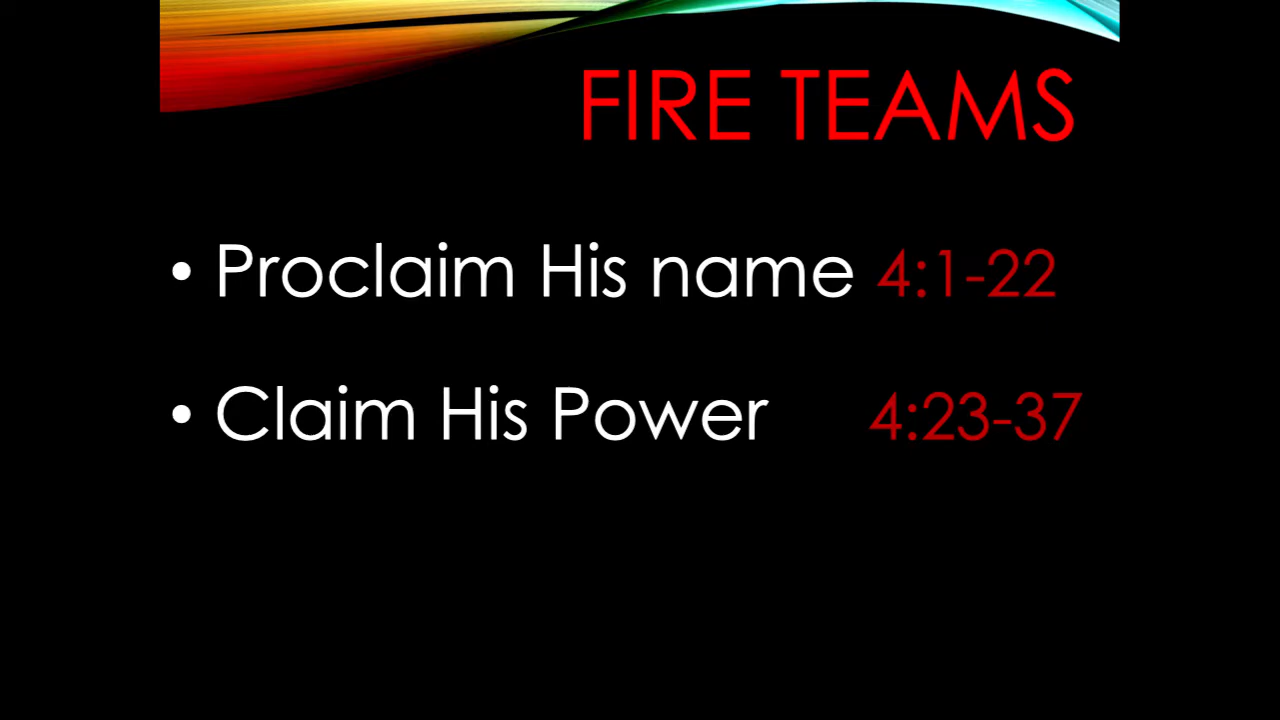 FIRE TEAMS
• Proclaim His name 4:1-22
• Claim His Power 4:23-37